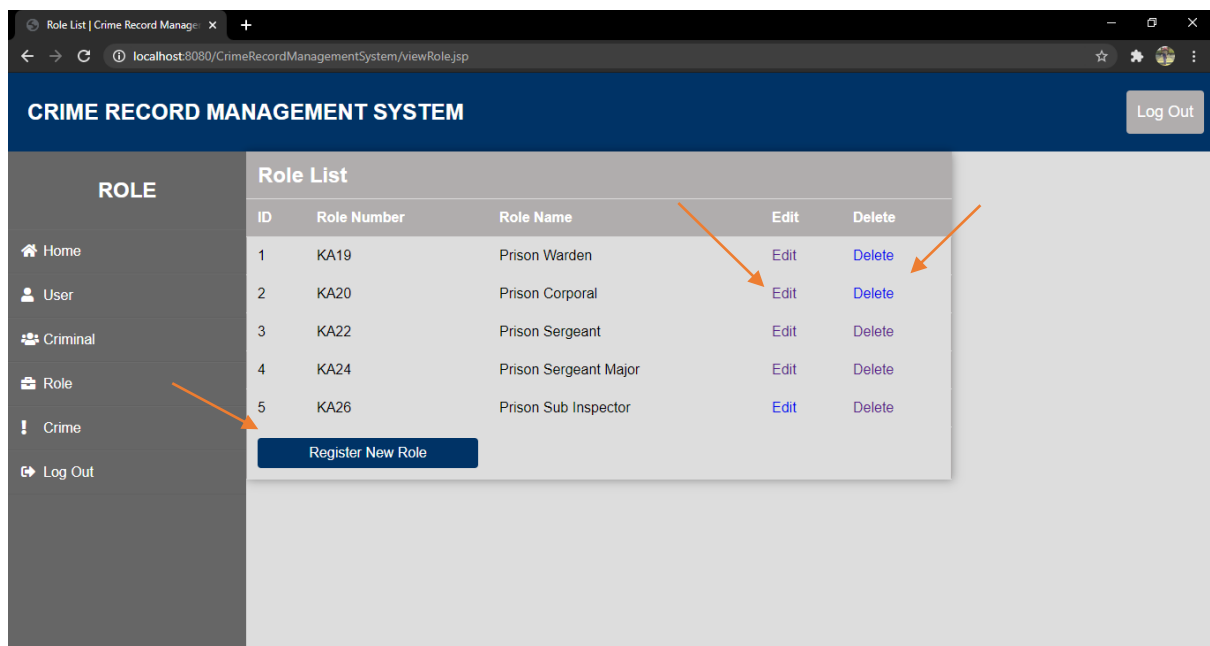 Role List | Crime Record Manage
localhost:8080/CrimeRecordManagementSystem/viewRole.jsp
CRIME RECORD MANAGEMENT SYSTEM
Log Out
ROLE
Home
User
Criminal
Role
Crime
Log Out
Role List
ID Role Number Role Name Edit Delete
1 KA19 Prison Warden Edit Delete
2 KA20 Prison Corporal Edit Delete
3 KA22 Prison Sergeant Edit Delete
4 KA24 Prison Sergeant Major Edit Delete
5 KA26 Prison Sub Inspector Edit Delete
Register New Role